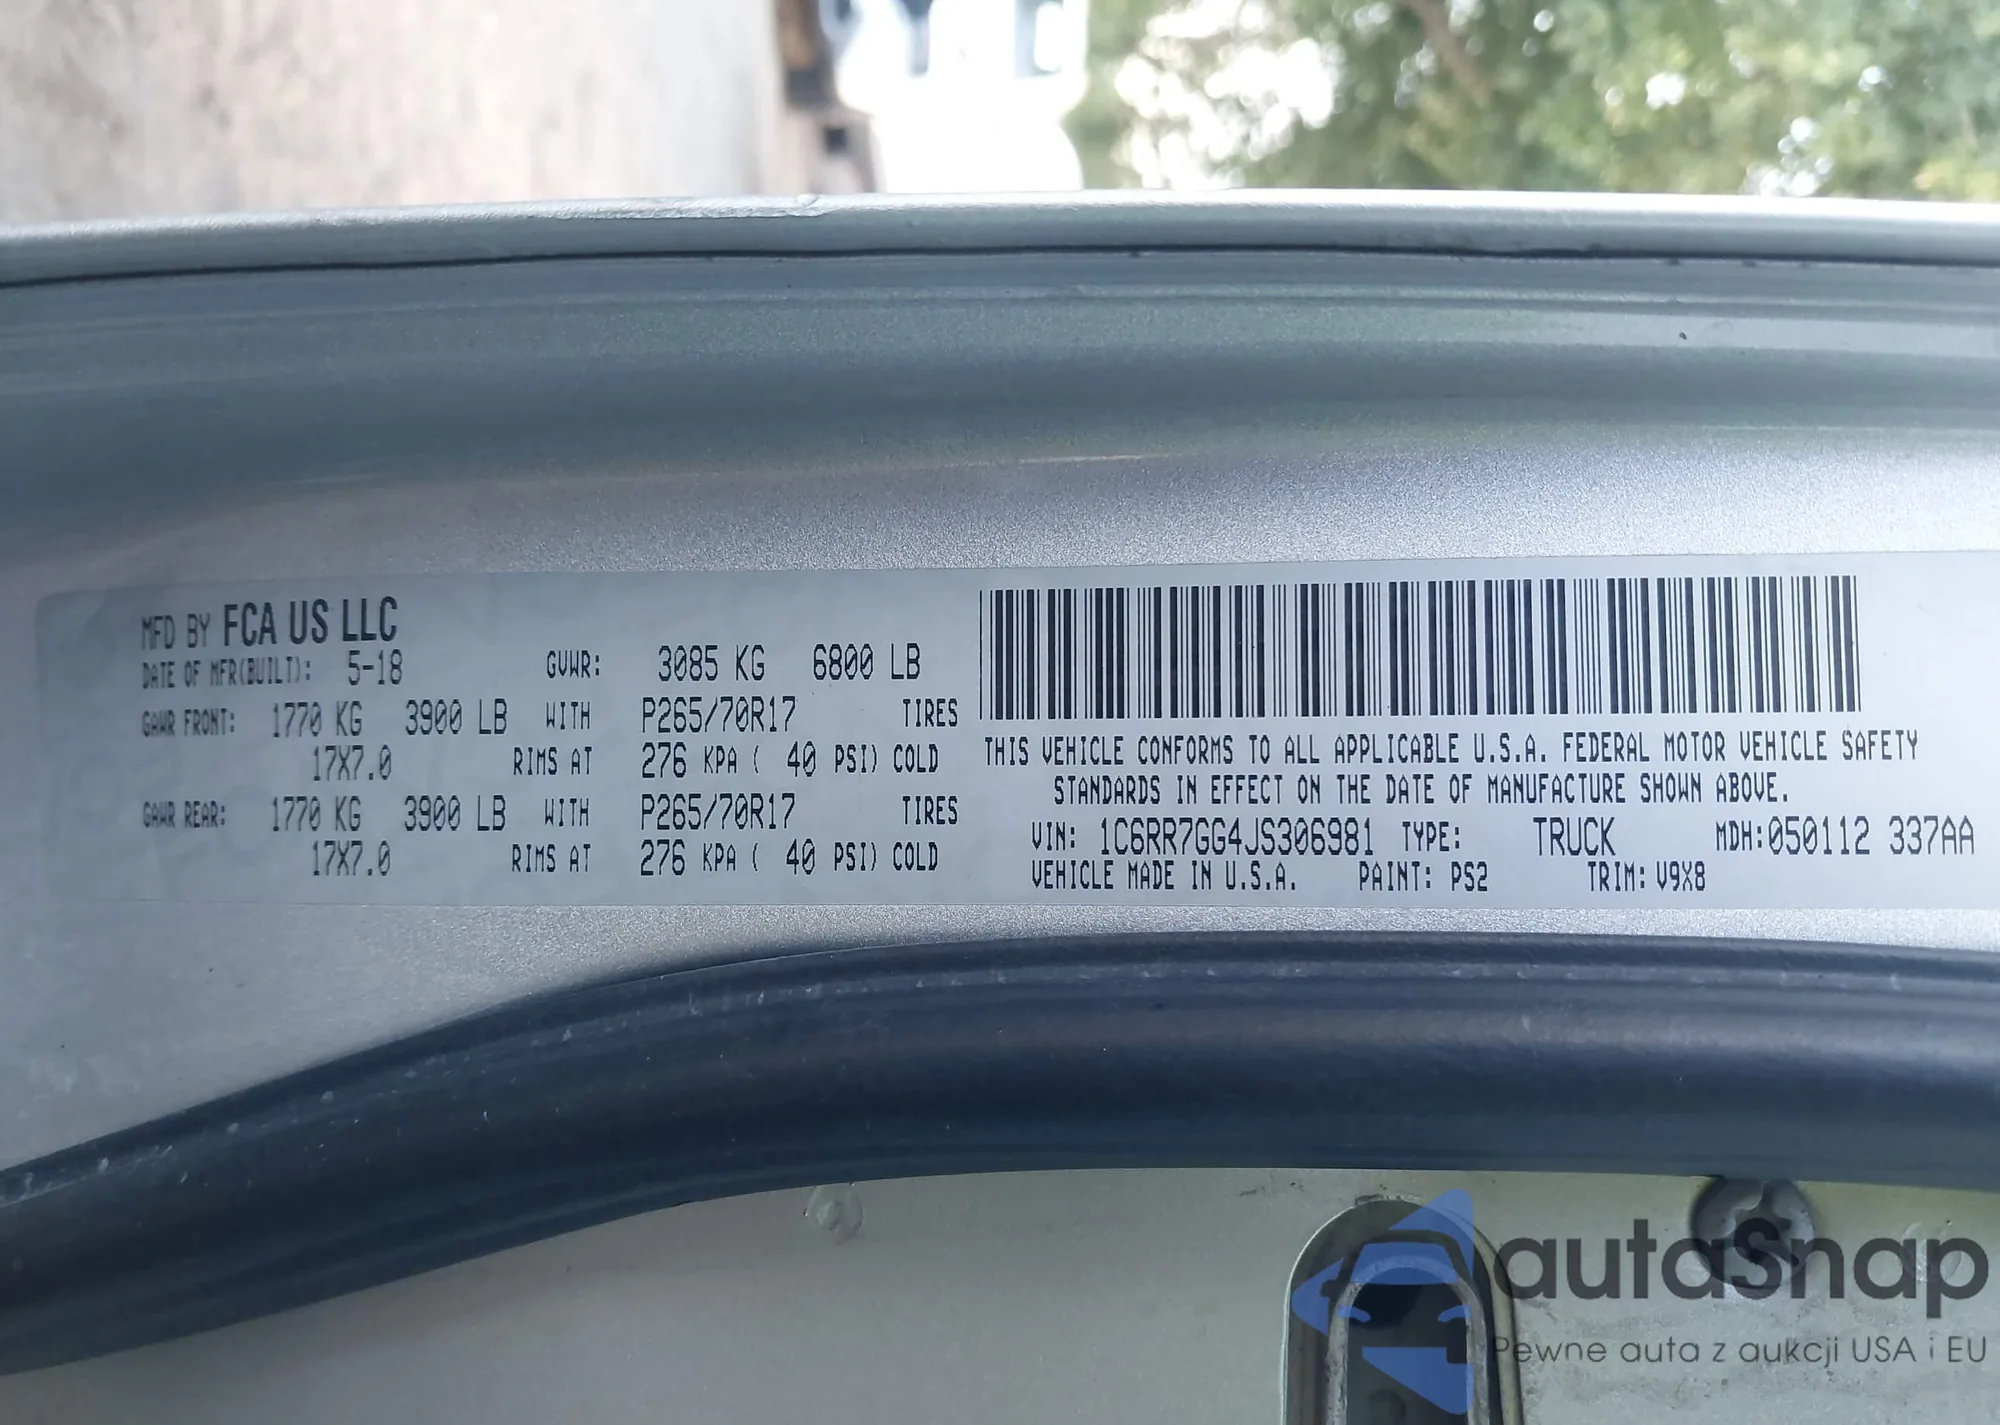 MFD BY FCA US LLC
DATE OF MFR(BUILT): 5-18 GVWR: 3085 KG 6800 LB
GAWR FRONT: 1770 KG 3900 LB WITH P265/70R17 TIRES
17X7.0 RIMS AT 276 KPA ( 40 PSI) COLD
GAWR REAR: 1770 KG 3900 LB WITH P265/70R17 TIRES
17X7.0 RIMS AT 276 KPA ( 40 PSI) COLD
THIS VEHICLE CONFORMS TO ALL APPLICABLE U.S.A. FEDERAL MOTOR VEHICLE SAFETY
STANDARDS IN EFFECT ON THE DATE OF MANUFACTURE SHOWN ABOVE.
VIN: 1C6RR7GG4JS306981 TYPE: TRUCK MDH:050112 337AA
VEHICLE MADE IN U.S.A. PAINT: PS2 TRIM: V9X8
autaSnap
Pewne auta z aukcji USA i EU